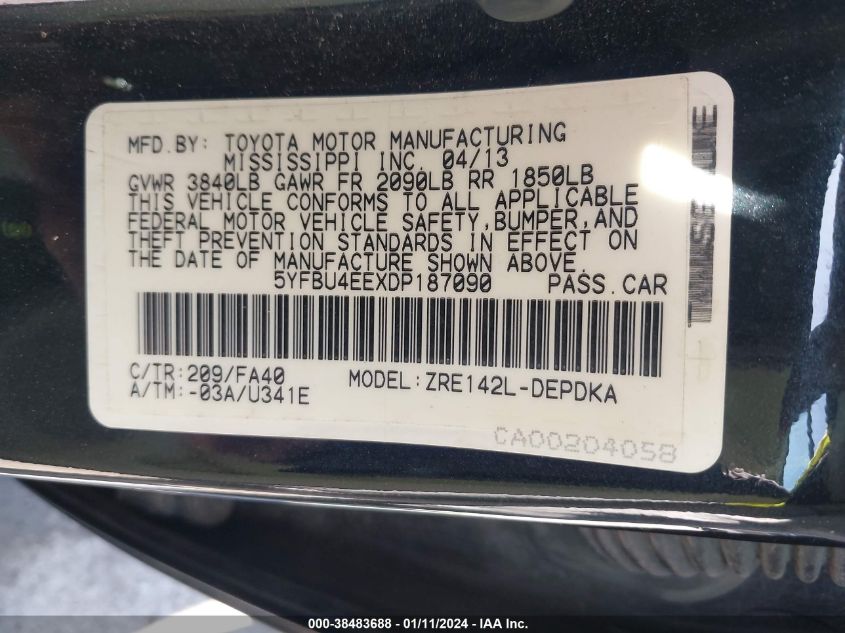 MFD.BY: TOYOTA MOTOR MANUFACTURING
MISSISSIPPI INC. 04/13
GVWR 3840LB GAWR FR 2090LB RR 1850LB
THIS VEHICLE CONFORMS TO ALL APPLICABLE
FEDERAL MOTOR VEHICLE SAFETY,BUMPER,AND
THEFT PREVENTION STANDARDS IN EFFECT ON
THE DATE OF MANUFACTURE SHOWN ABOVE.
5YFBU4EEXDP187090 PASS.CAR
C/TR:209/FA40 MODEL:ZRE142L-DEPDKA
A/TM:-03A/U341E
CA00204058
000-38483688 - 01/11/2024 - IAA Inc.